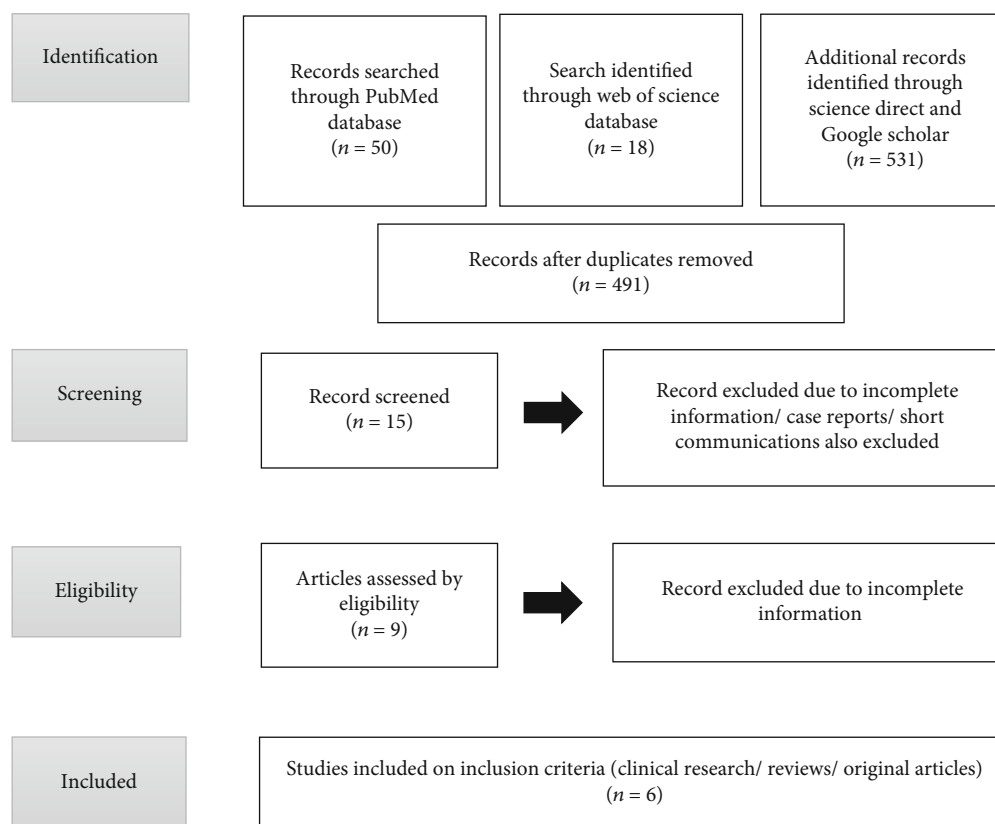 Identification
Records searched
through PubMed
database
(n = 50)
Search identified
through web of science
database
(n = 18)
Additional records
identified through
science direct and
Google scholar
(n = 531)
Records after duplicates removed
(n = 491)
Screening
Record screened
(n = 15)
Record excluded due to incomplete
information/ case reports/ short
communications also excluded
Eligibility
Articles assessed by
eligibility
(n = 9)
Record excluded due to incomplete
information
Included
Studies included on inclusion criteria (clinical research/ reviews/ original articles)
(n = 6)